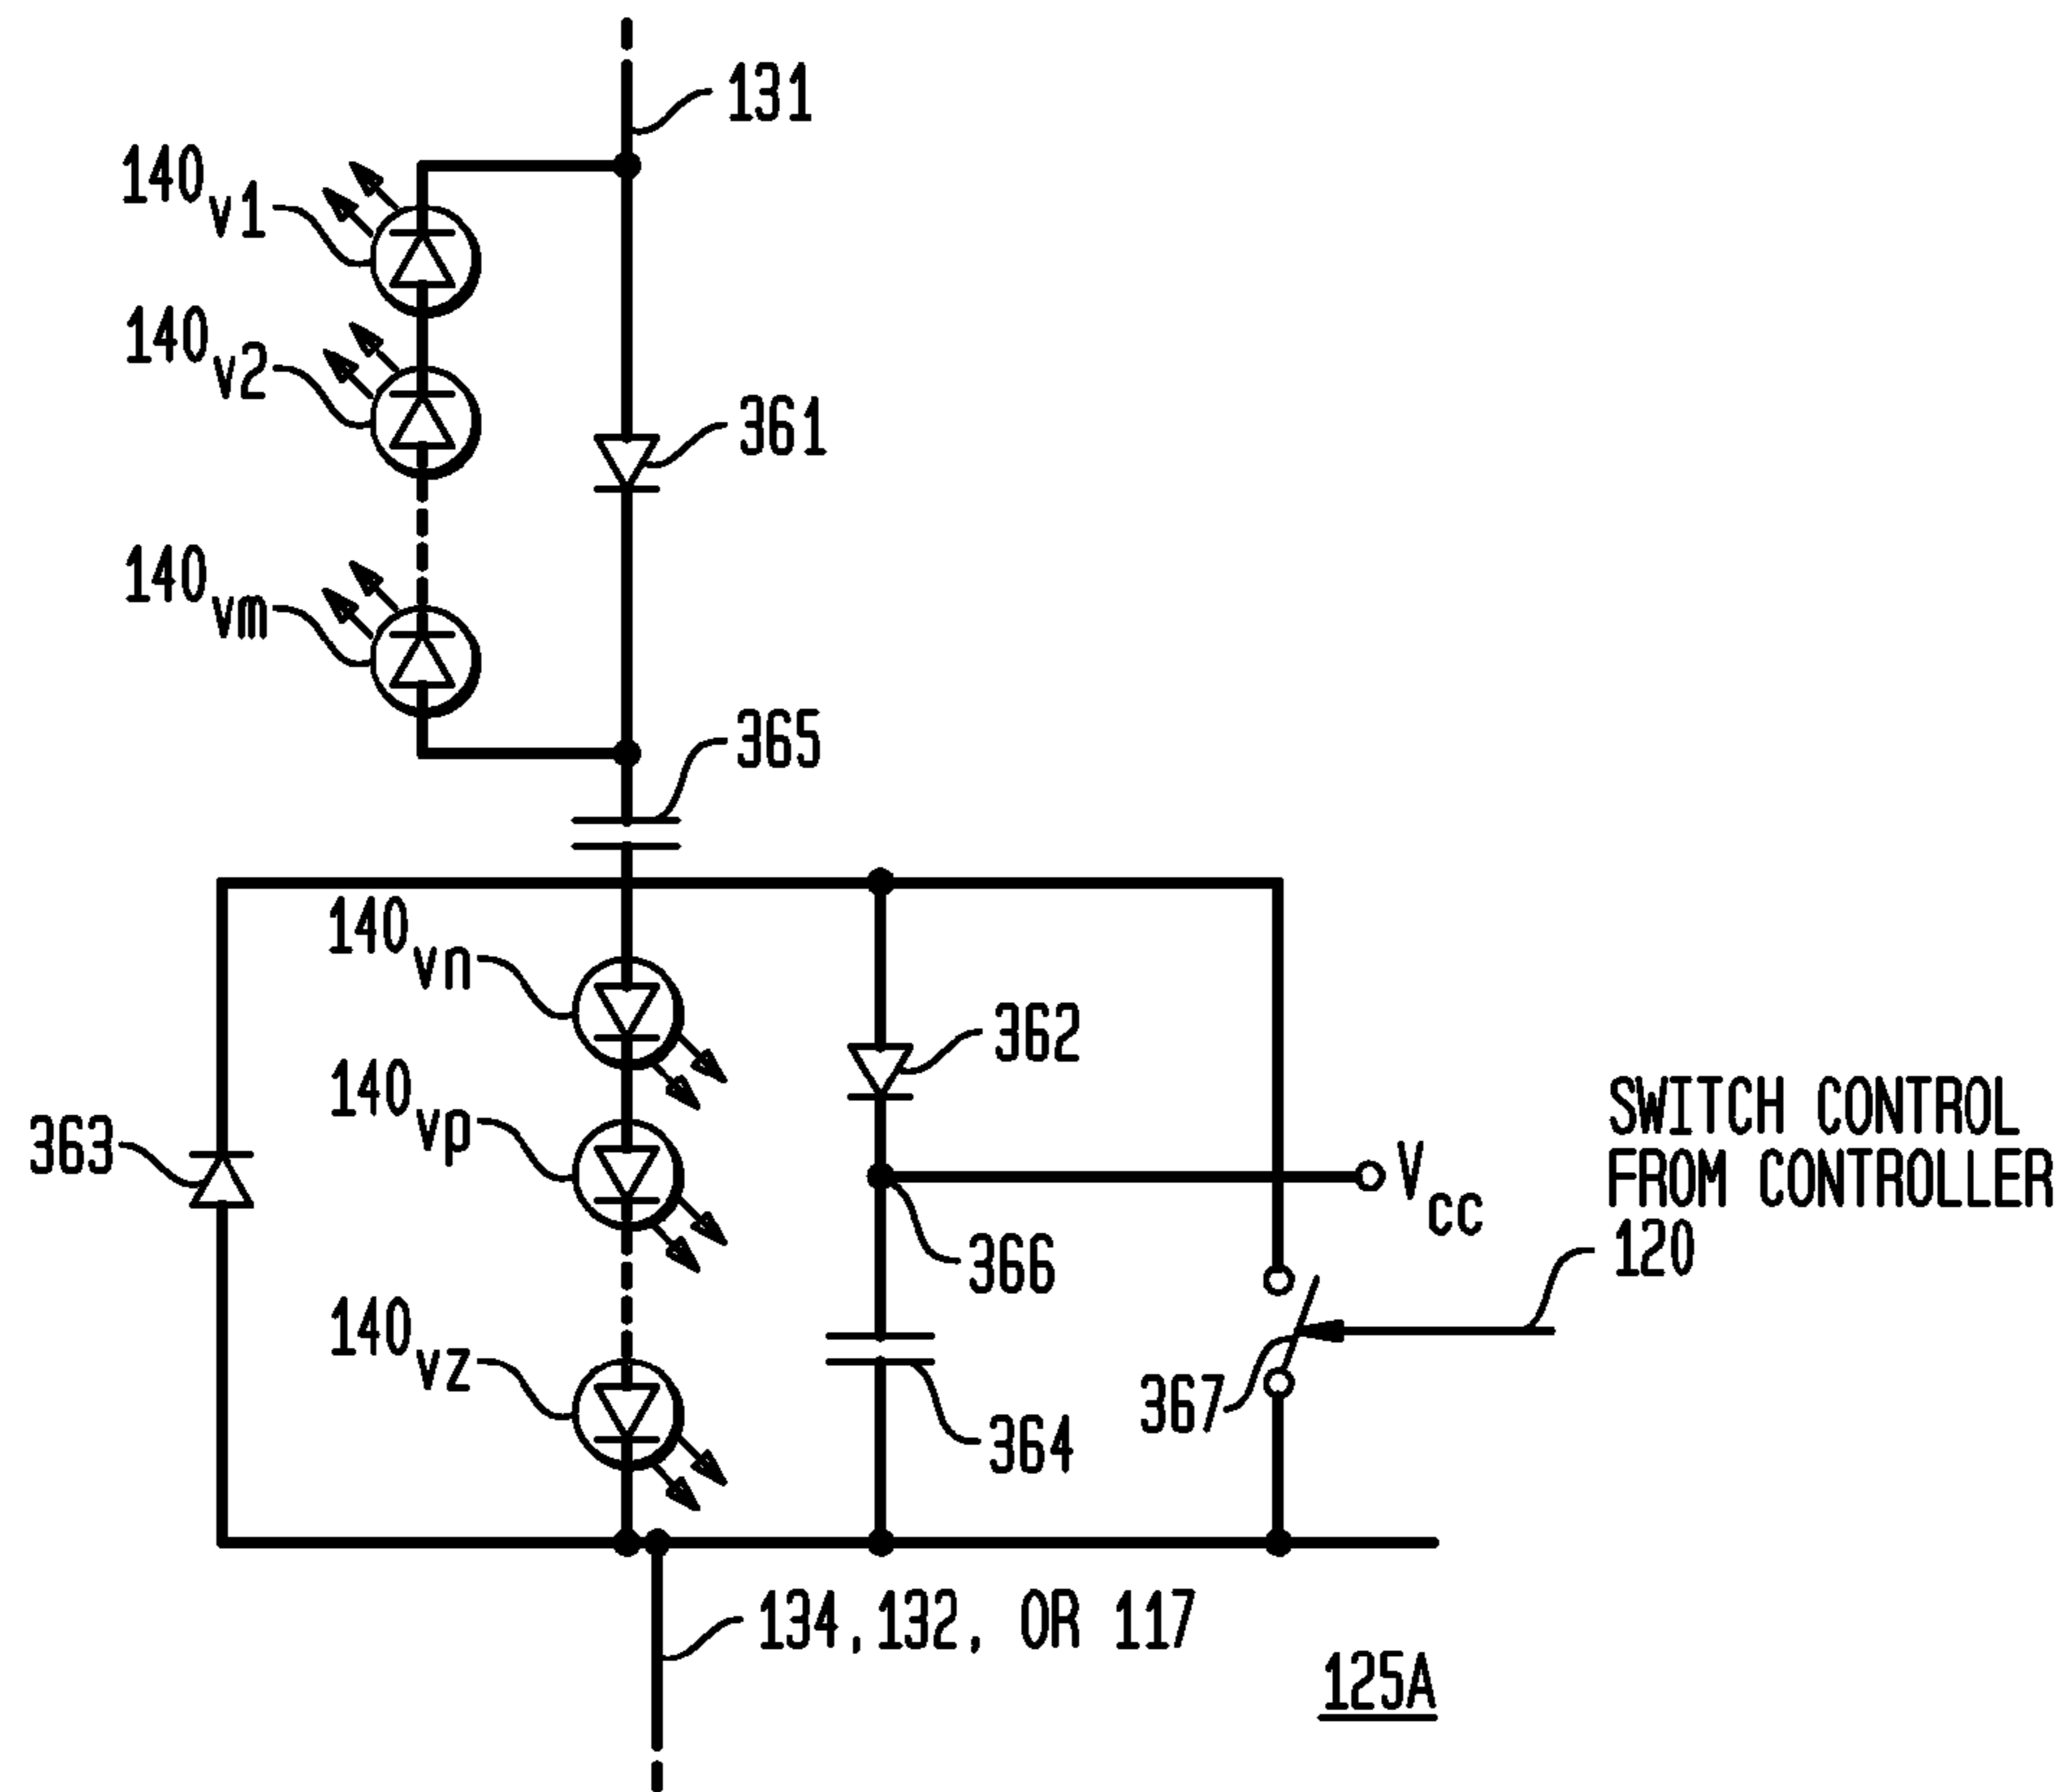 131
140v1
140v2
361
140vm
365
140vn
362
140vp
363
SWITCH CONTROL
FROM CONTROLLER
120
Vcc
366
140vz
367
364
134, 132, OR 117
125A